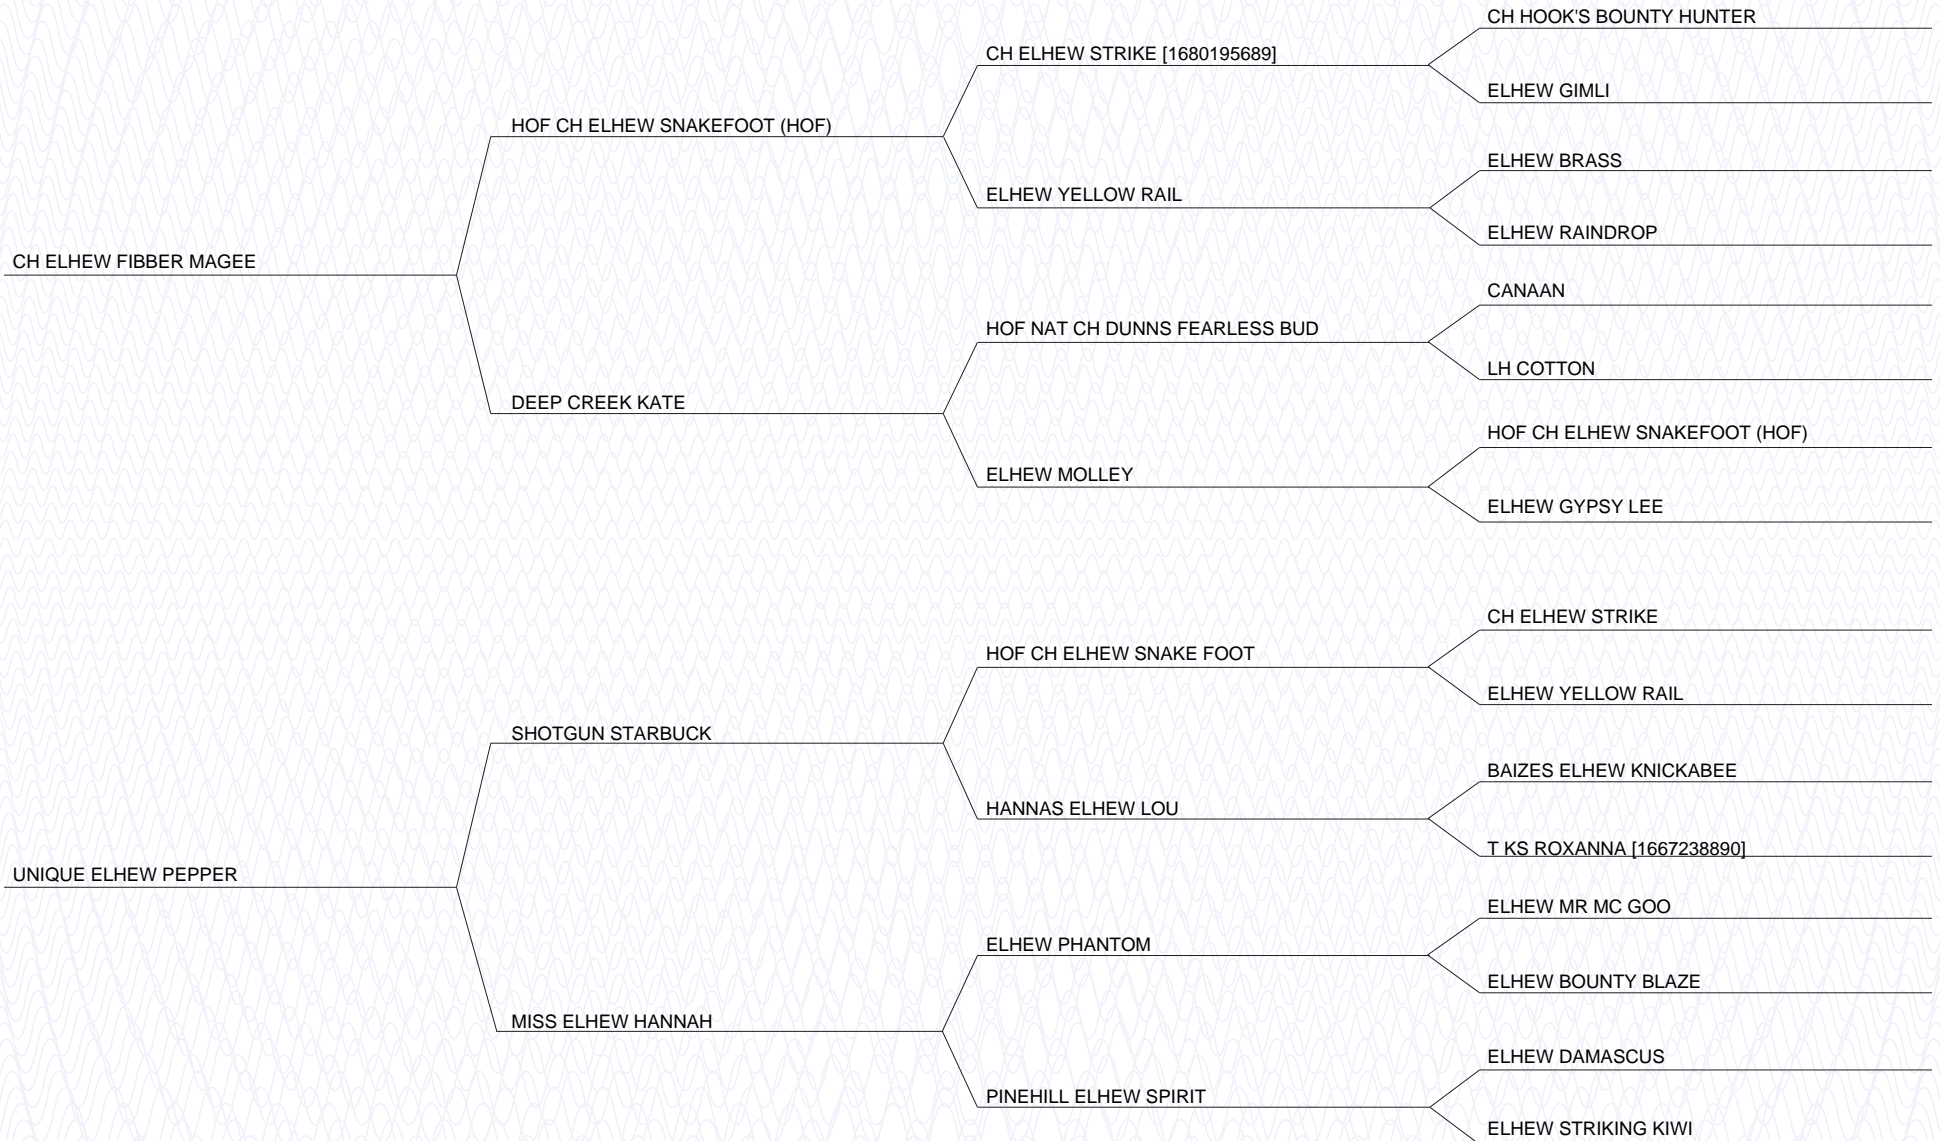 CH HOOK'S BOUNTY HUNTER
CH ELHEW STRIKE [1680195689]
ELHEW GIMLI
HOF CH ELHEW SNAKEFOOT (HOF)
ELHEW BRASS
ELHEW YELLOW RAIL
ELHEW RAINDROP
CH ELHEW FIBBER MAGEE
CANAAN
HOF NAT CH DUNNS FEARLESS BUD
LH COTTON
DEEP CREEK KATE
HOF CH ELHEW SNAKEFOOT (HOF)
ELHEW MOLLEY
ELHEW GYPSY LEE
CH ELHEW STRIKE
HOF CH ELHEW SNAKE FOOT
ELHEW YELLOW RAIL
SHOTGUN STARBUCK
BAIZES ELHEW KNICKABEE
HANNAS ELHEW LOU
T KS ROXANNA [1667238890]
UNIQUE ELHEW PEPPER
ELHEW MR MC GOO
ELHEW PHANTOM
ELHEW BOUNTY BLAZE
MISS ELHEW HANNAH
ELHEW DAMASCUS
PINEHILL ELHEW SPIRIT
ELHEW STRIKING KIWI